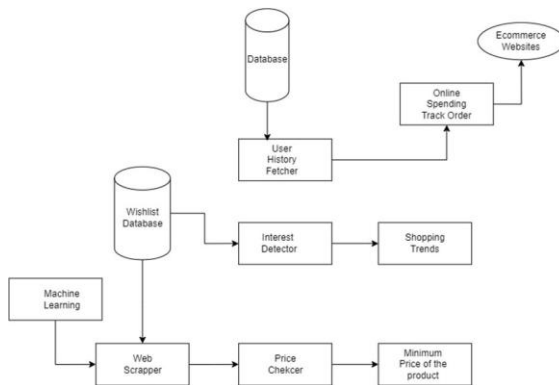 Ecommerce
Websites
Database
Online
Spending
Track Order
User
History
Fetcher
Wishlist
Database
Interest
Detector
Shopping
Trends
Machine
Learning
Web
Scrapper
Price
Chekcer
Minimum
Price of the
product